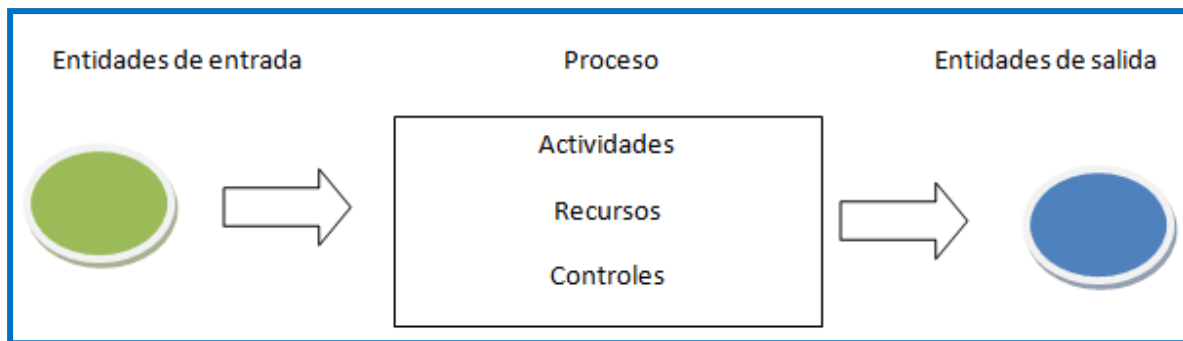 Entidades de entrada
Proceso
Entidades de salida
Actividades
Recursos
Controles